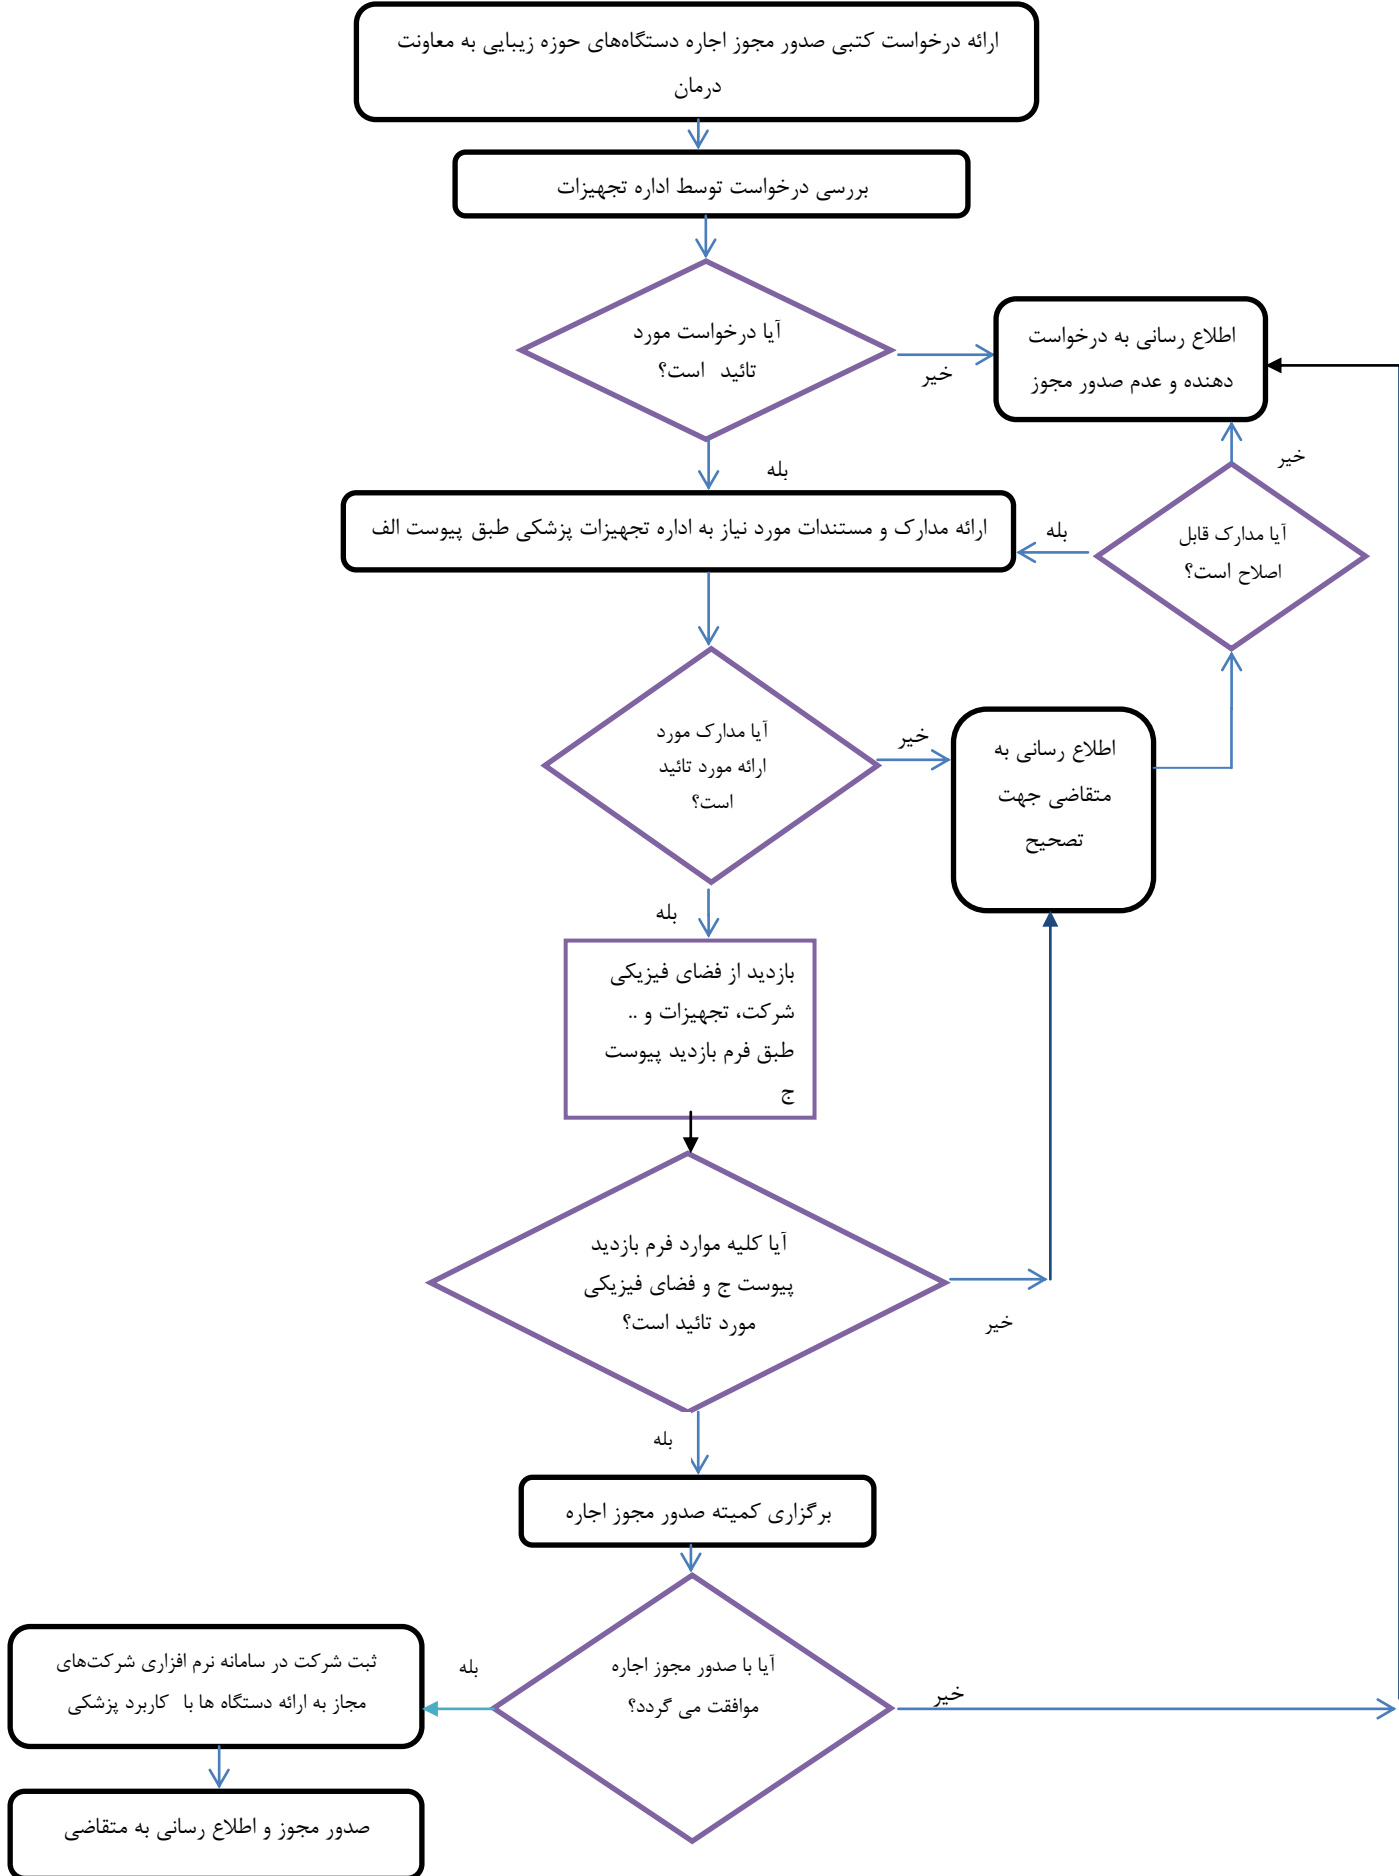 ارائه درخواست کتبی صدور مجوز اجاره دستگاه‌های حوزه زیبایی به معاونت
درمان
بررسی درخواست توسط اداره تجهیزات
آیا درخواست مورد
تائید است؟
خیر
اطلاع رسانی به درخواست
دهنده و عدم صدور مجوز
بله
خیر
ارائه مدارک و مستندات مورد نیاز به اداره تجهیزات پزشکی طبق پیوست الف
بله
آیا مدارک قابل
اصلاح است؟
آیا مدارک مورد
ارائه مورد تائید
است؟
خیر
اطلاع رسانی به
متقاضی جهت
تصحیح
بله
بازدید از فضای فیزیکی
شرکت، تجهیزات و ..
طبق فرم بازدید پیوست
ج
آیا کلیه موارد فرم بازدید
پیوست ج و فضای فیزیکی
مورد تائید است؟
خیر
بله
برگزاری کمیته صدور مجوز اجاره
آیا با صدور مجوز اجاره
موافقت می گردد؟
خیر
بله
ثبت شرکت در سامانه نرم افزاری شرکت‌های
مجاز به ارائه دستگاه ها با کاربرد پزشکی
صدور مجوز و اطلاع رسانی به متقاضی